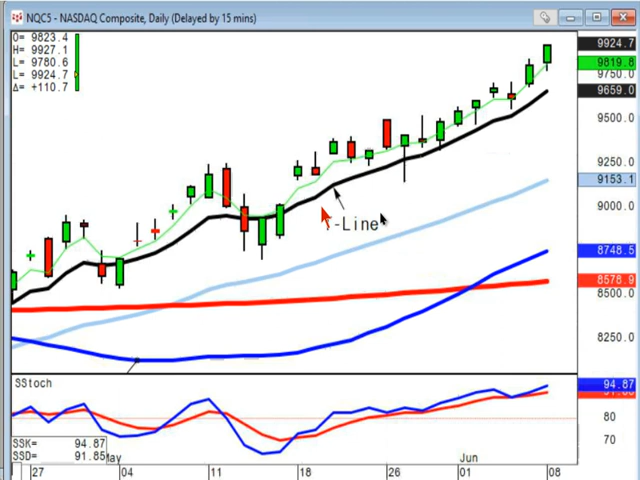 NQC5 - NASDAQ Composite, Daily (Delayed by 15 mins)
O= 9823.4
H= 9927.1
L= 9780.6
L= 9924.7
Δ= +110.7
9924.7
9819.8
9750.0
9659.0
9500.0
9250.0
9153.1
9000.0
8748.5
8578.9
8500.0
8250.0
-Line
SStoch
94.87
80
70
SSK= 94.87
SSD= 91.85
May
Jun
27 04 11 18 26 01 08